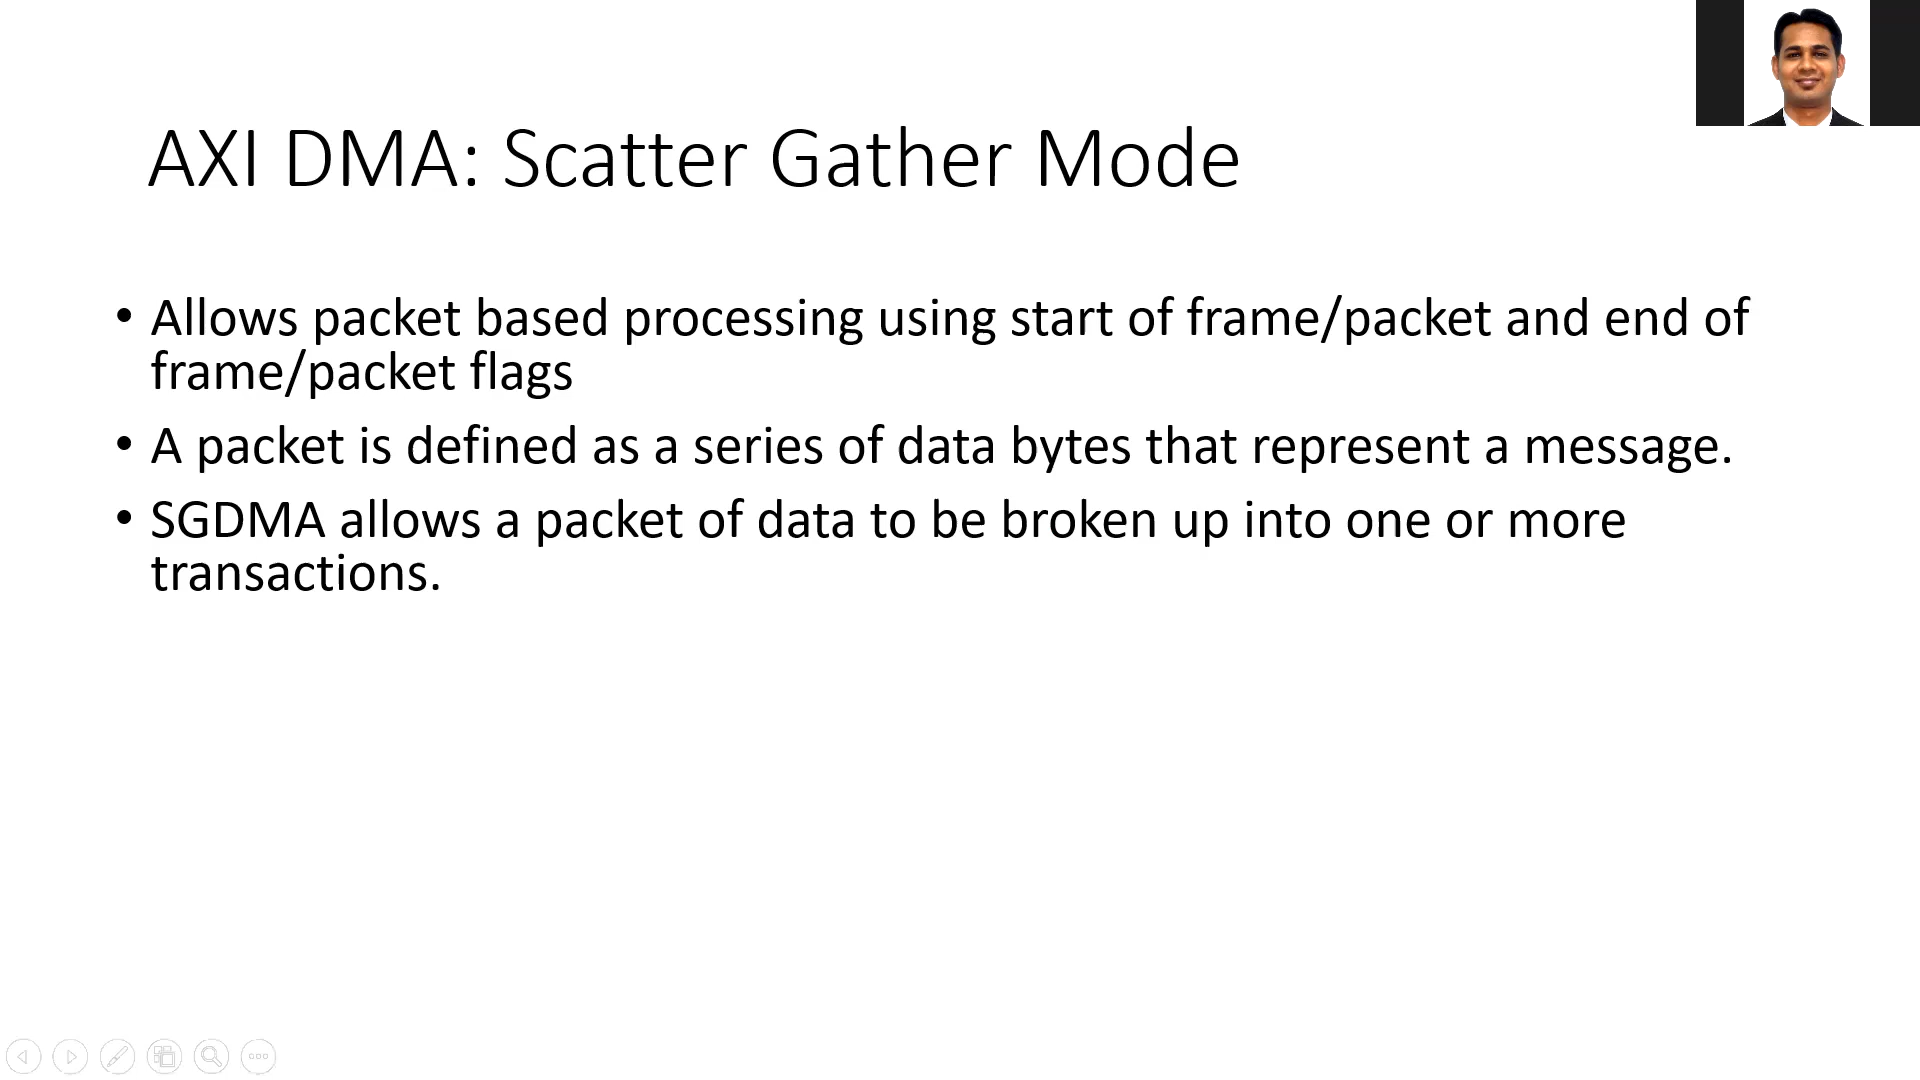 AXI DMA: Scatter Gather Mode
• Allows packet based processing using start of frame/packet and end of
frame/packet flags
• A packet is defined as a series of data bytes that represent a message.
• SGDMA allows a packet of data to be broken up into one or more
transactions.